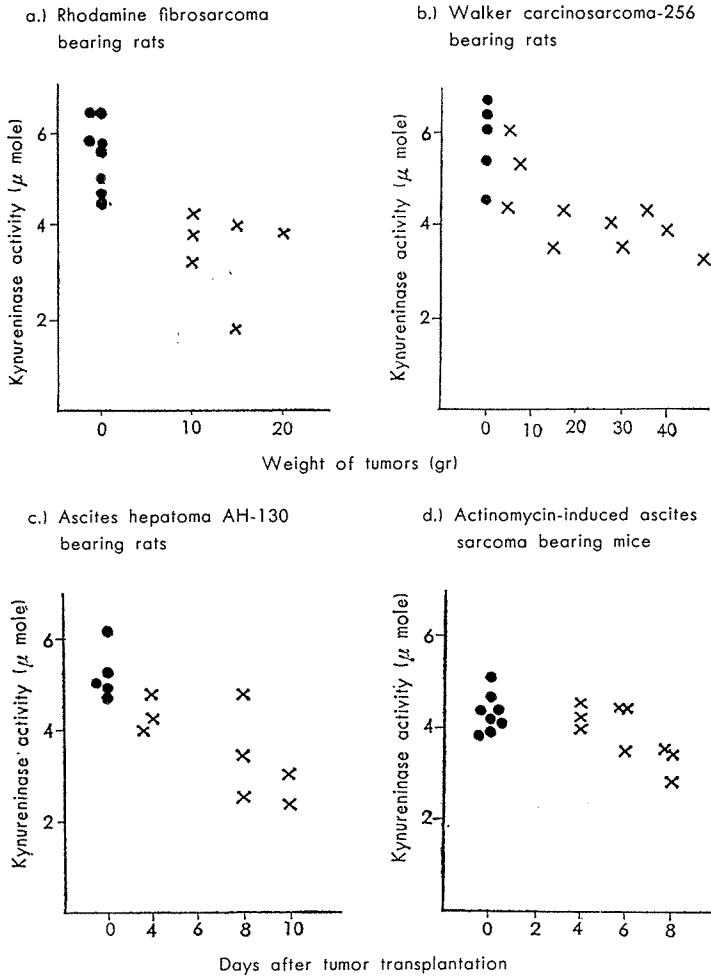 a.) Rhodamine fibrosarcoma
bearing rats
Kynureninase activity (μ mole)
6
4
2
0 10 20
b.) Walker carcinosarcoma-256
bearing rats
Kynureninase activity (μ mole)
6
4
2
0 10 20 30 40
Weight of tumors (gr)
c.) Ascites hepatoma AH-130
bearing rats
Kynureninase activity (μ mole)
6
4
2
0 4 6 8 10
d.) Actinomycin-induced ascites
sarcoma bearing mice
Kynureninase activity (μ mole)
6
4
2
0 2 4 6 8
Days after tumor transplantation